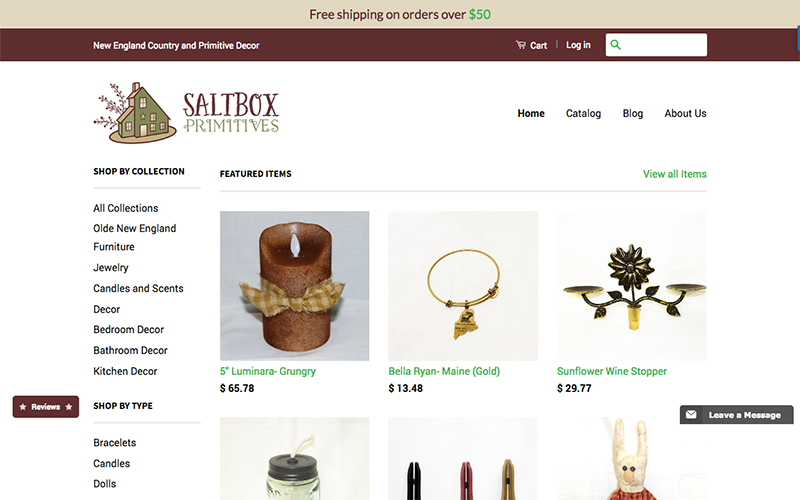 Free shipping on orders over $50
New England Country and Primitive Decor
Cart | Log in
SALTBOX
PRIMITIVES
Home Catalog Blog About Us
SHOP BY COLLECTION
All Collections
Olde New England
Furniture
Jewelry
Candles and Scents
Decor
Bedroom Decor
Bathroom Decor
Kitchen Decor
SHOP BY TYPE
Bracelets
Candles
Dolls
FEATURED ITEMS
View all Items
5" Luminara- Grungry
$ 65.78
Bella Ryan- Maine (Gold)
$ 13.48
Sunflower Wine Stopper
$ 29.77
Reviews
Leave a Message